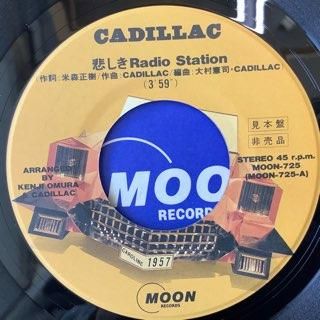 CADILLAC
悲しきRadio Station
(作詞：米森正樹/作曲：CADILLAC/編曲：大村憲司・CADILLAC)
(3′59″)
見本盤
非売品
STEREO 45 r.p.m.
MOON-725
(MOON-725-A)
ARRANGED
BY
KENJI OMURA
CADILLAC
MOO
RECORDS
CAROLINC 1957
MOON
RECORDS